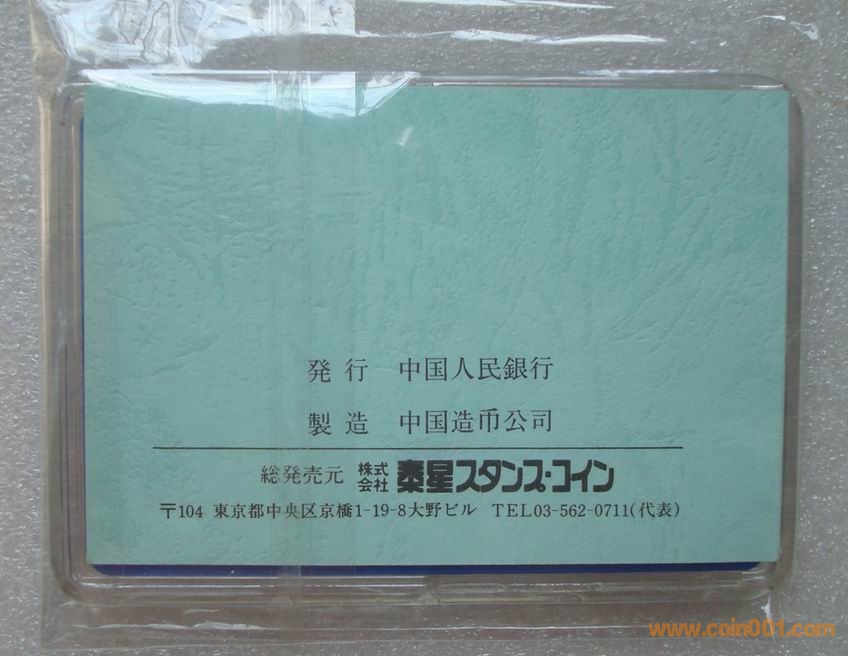 発行 中国人民銀行
製造 中国造币公司
総発売元 株式会社 泰星スタンプ・コイン
〒104 東京都中央区京橋1-19-8大野ビル TEL03-562-0711(代表)
www.coin001.com